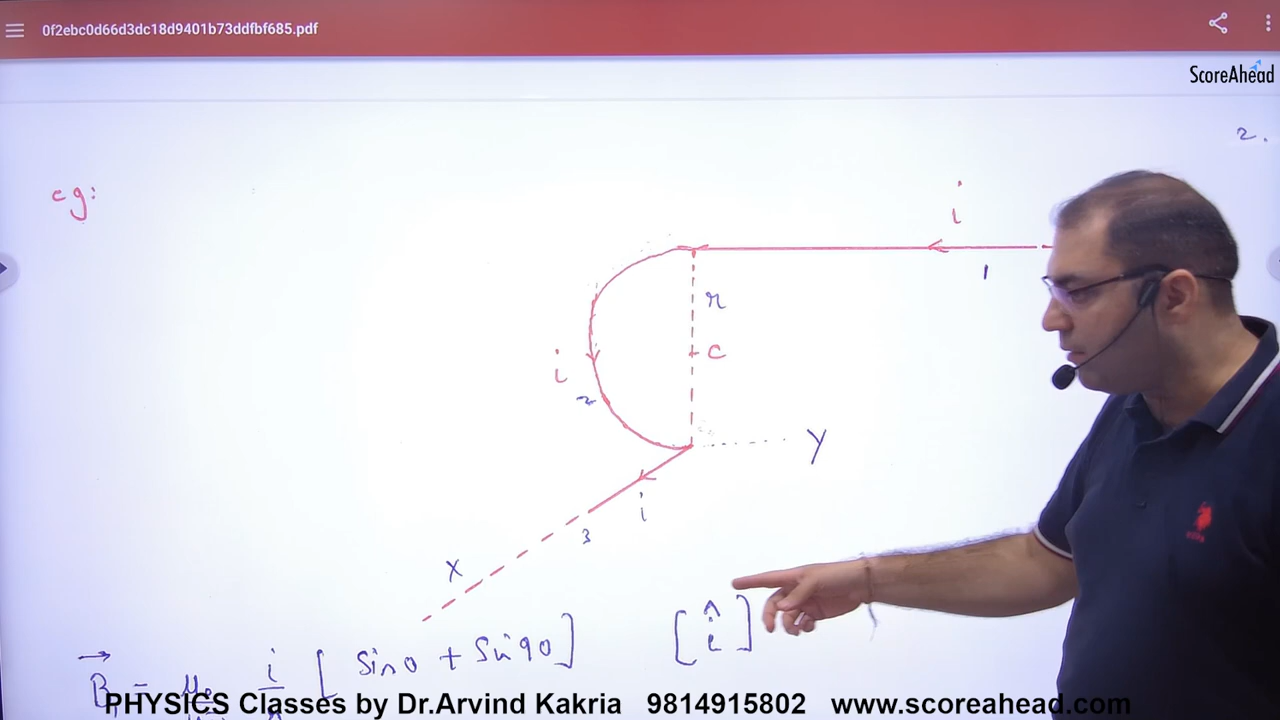 0f2ebc0d66d3dc18d9401b73ddfbf685.pdf
ScoreAhead
2.
eg:
i
1
r
c
i
2
y
i
3
x
B₁ = i [ sin0 + sin90 ] [ î ]
PHYSICS Classes by Dr.Arvind Kakria 9814915802 www.scoreahead.com